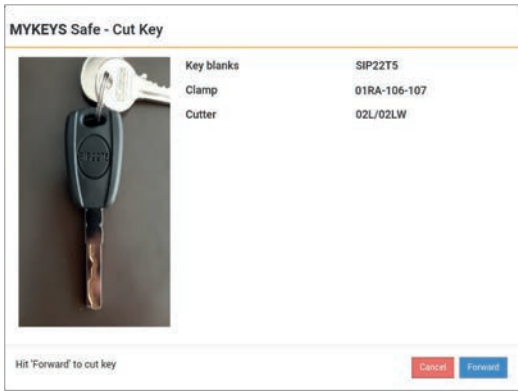 MYKEYS Safe - Cut Key
Key blanks SIP22T5
Clamp 01RA-106-107
Cutter 02L/02LW
Hit 'Forward' to cut key
Cancel Forward